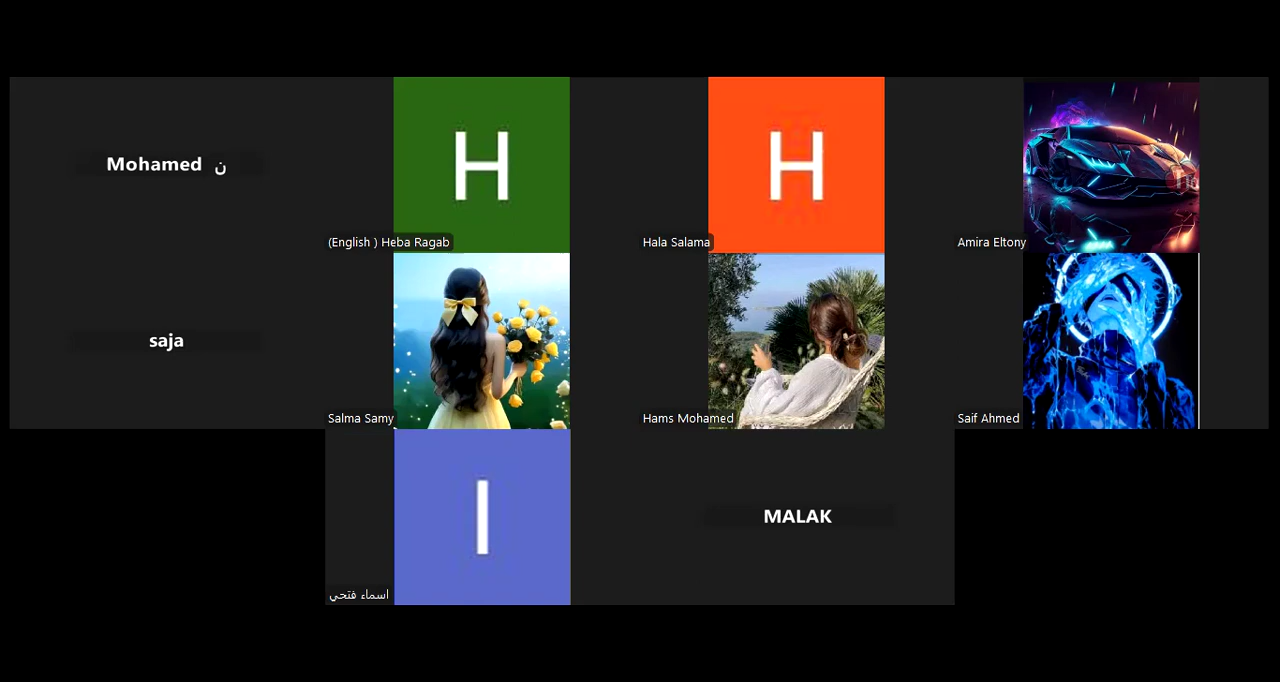 Mohamed ن
H
(English ) Heba Ragab
H
Hala Salama
Amira Eltony
saja
Salma Samy
Hams Mohamed
Saif Ahmed
I
اسماء فتحي
MALAK